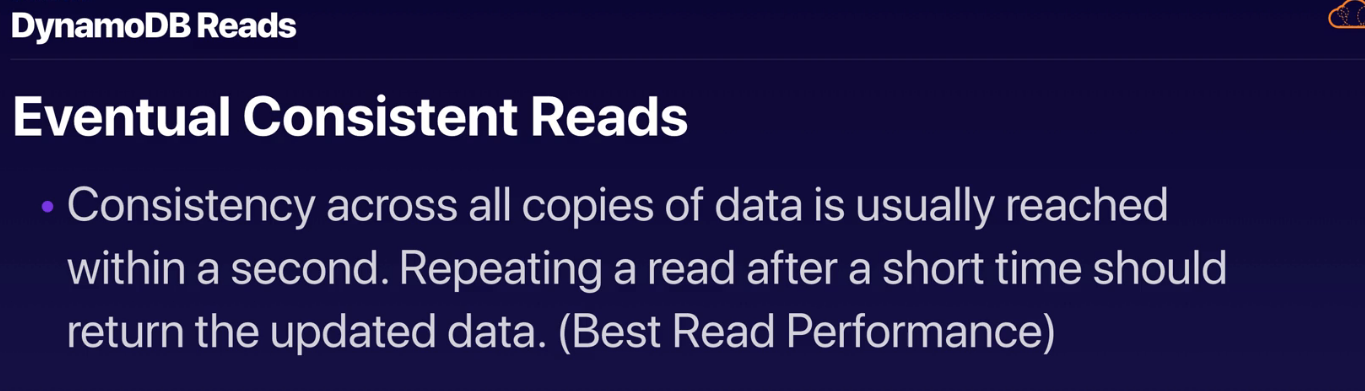 DynamoDB Reads
Eventual Consistent Reads
• Consistency across all copies of data is usually reached
within a second. Repeating a read after a short time should
return the updated data. (Best Read Performance)